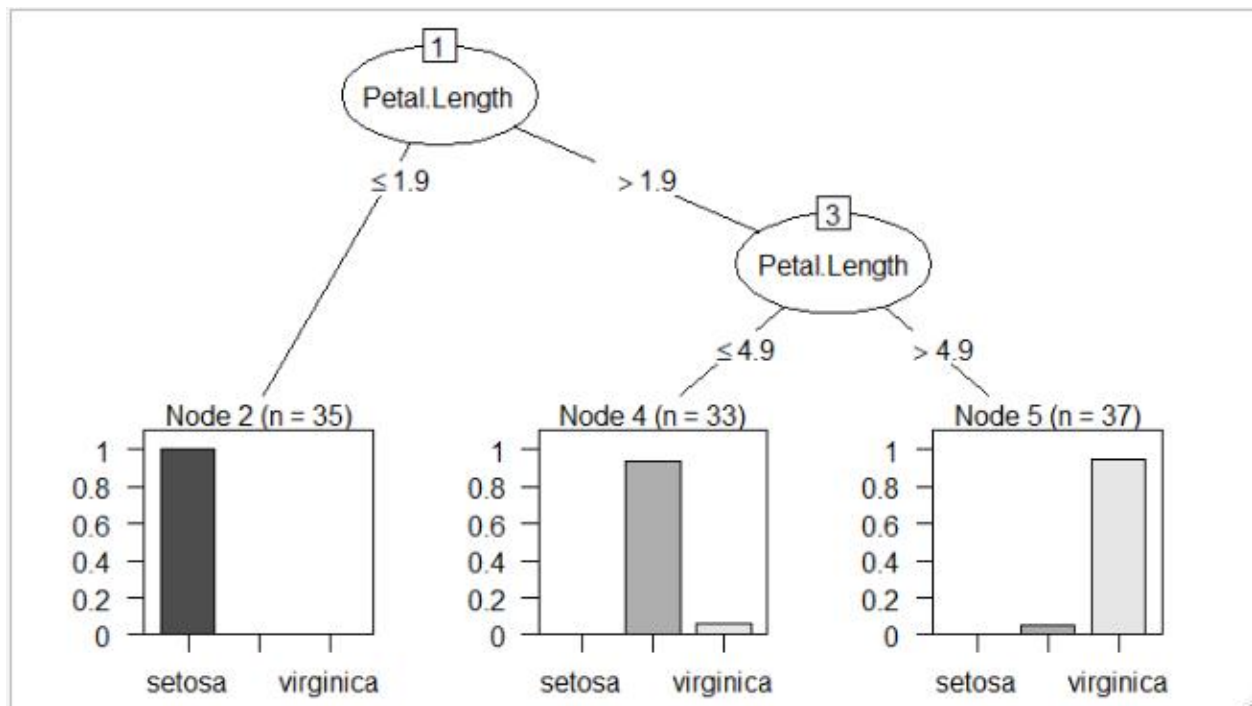 1
Petal.Length
≤ 1.9
> 1.9
3
Petal.Length
≤ 4.9
> 4.9
Node 2 (n = 35)
1
0.8
0.6
0.4
0.2
0
setosa
virginica
Node 4 (n = 33)
1
0.8
0.6
0.4
0.2
0
setosa
virginica
Node 5 (n = 37)
1
0.8
0.6
0.4
0.2
0
setosa
virginica